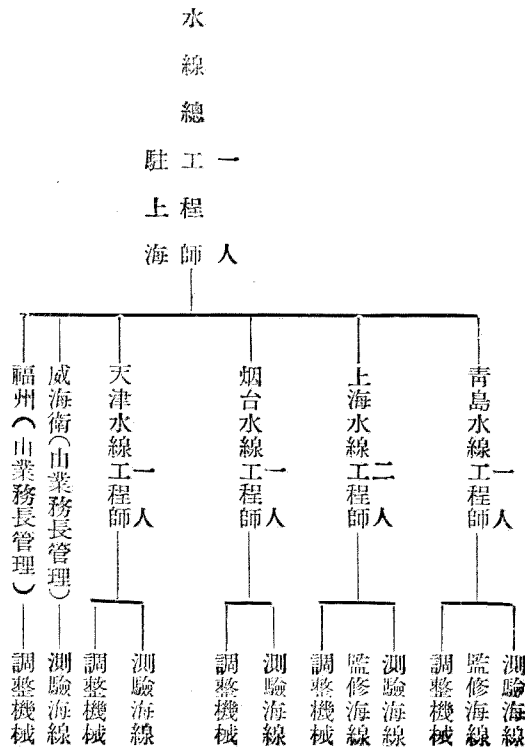 水線總工程師
一人
駐上海
青島水線工程師
一人
上海水線工程師
二人
烟台水線工程師
一人
天津水線工程師
一人
威海衛(由業務長管理)
福州(由業務長管理)
測驗海線
監修海線
調整機械
測驗海線
監修海線
調整機械
測驗海線
調整機械
測驗海線
調整機械
測驗海線
調整機械